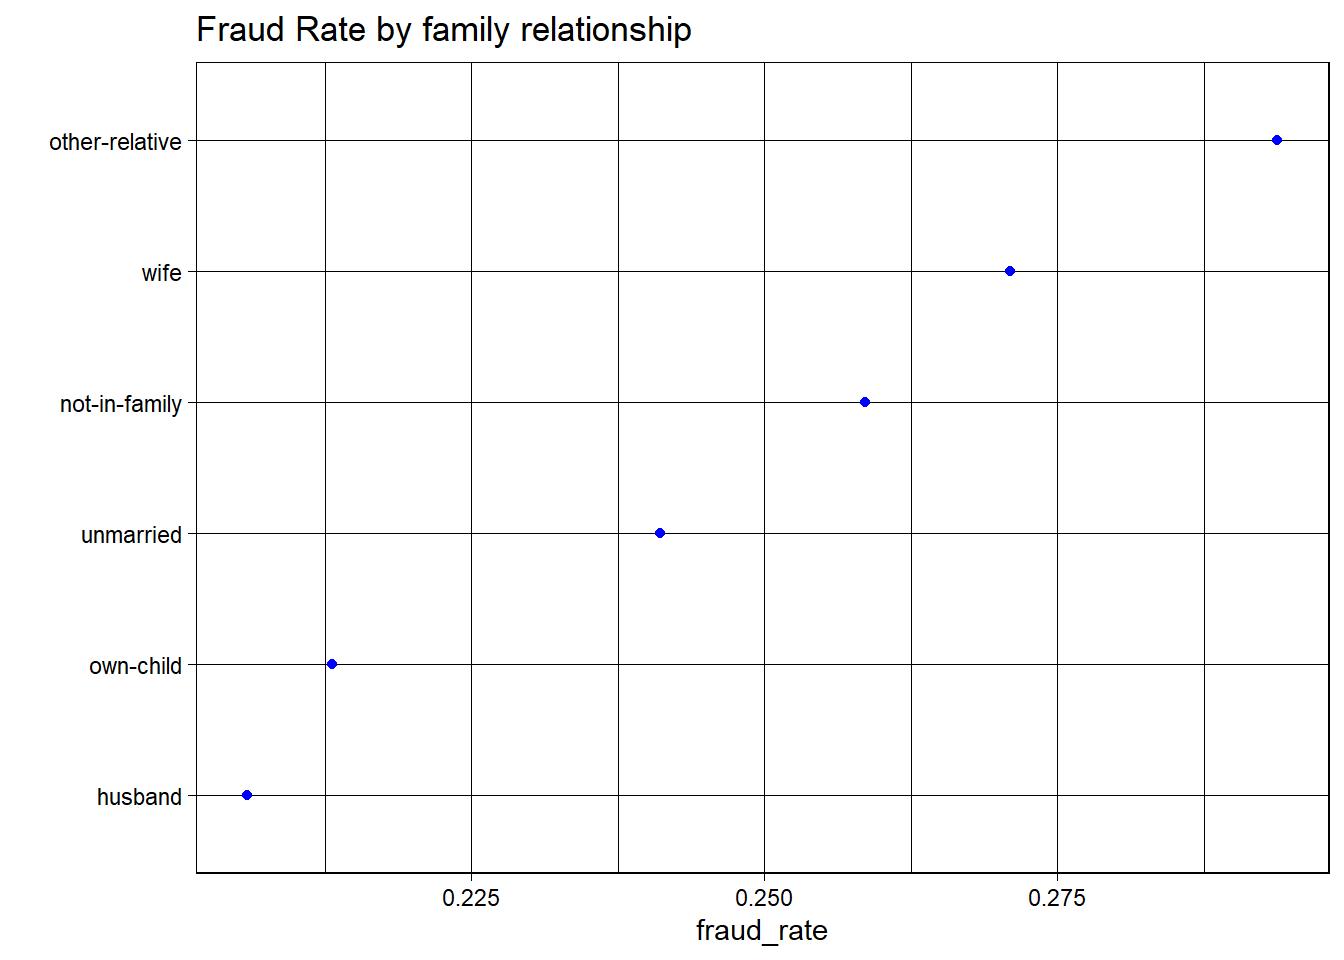 Fraud Rate by family relationship
other-relative
wife
not-in-family
unmarried
own-child
husband
0.225 0.250 0.275
fraud_rate